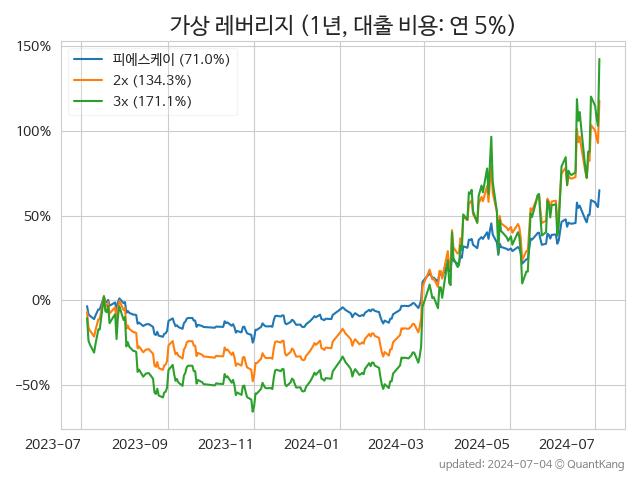 가상 레버리지 (1년, 대출 비용: 연 5%)
피에스케이 (71.0%)
2x (134.3%)
3x (171.1%)
150%
100%
50%
0%
−50%
2023-07 2023-09 2023-11 2024-01 2024-03 2024-05 2024-07
updated: 2024-07-04 © QuantKang